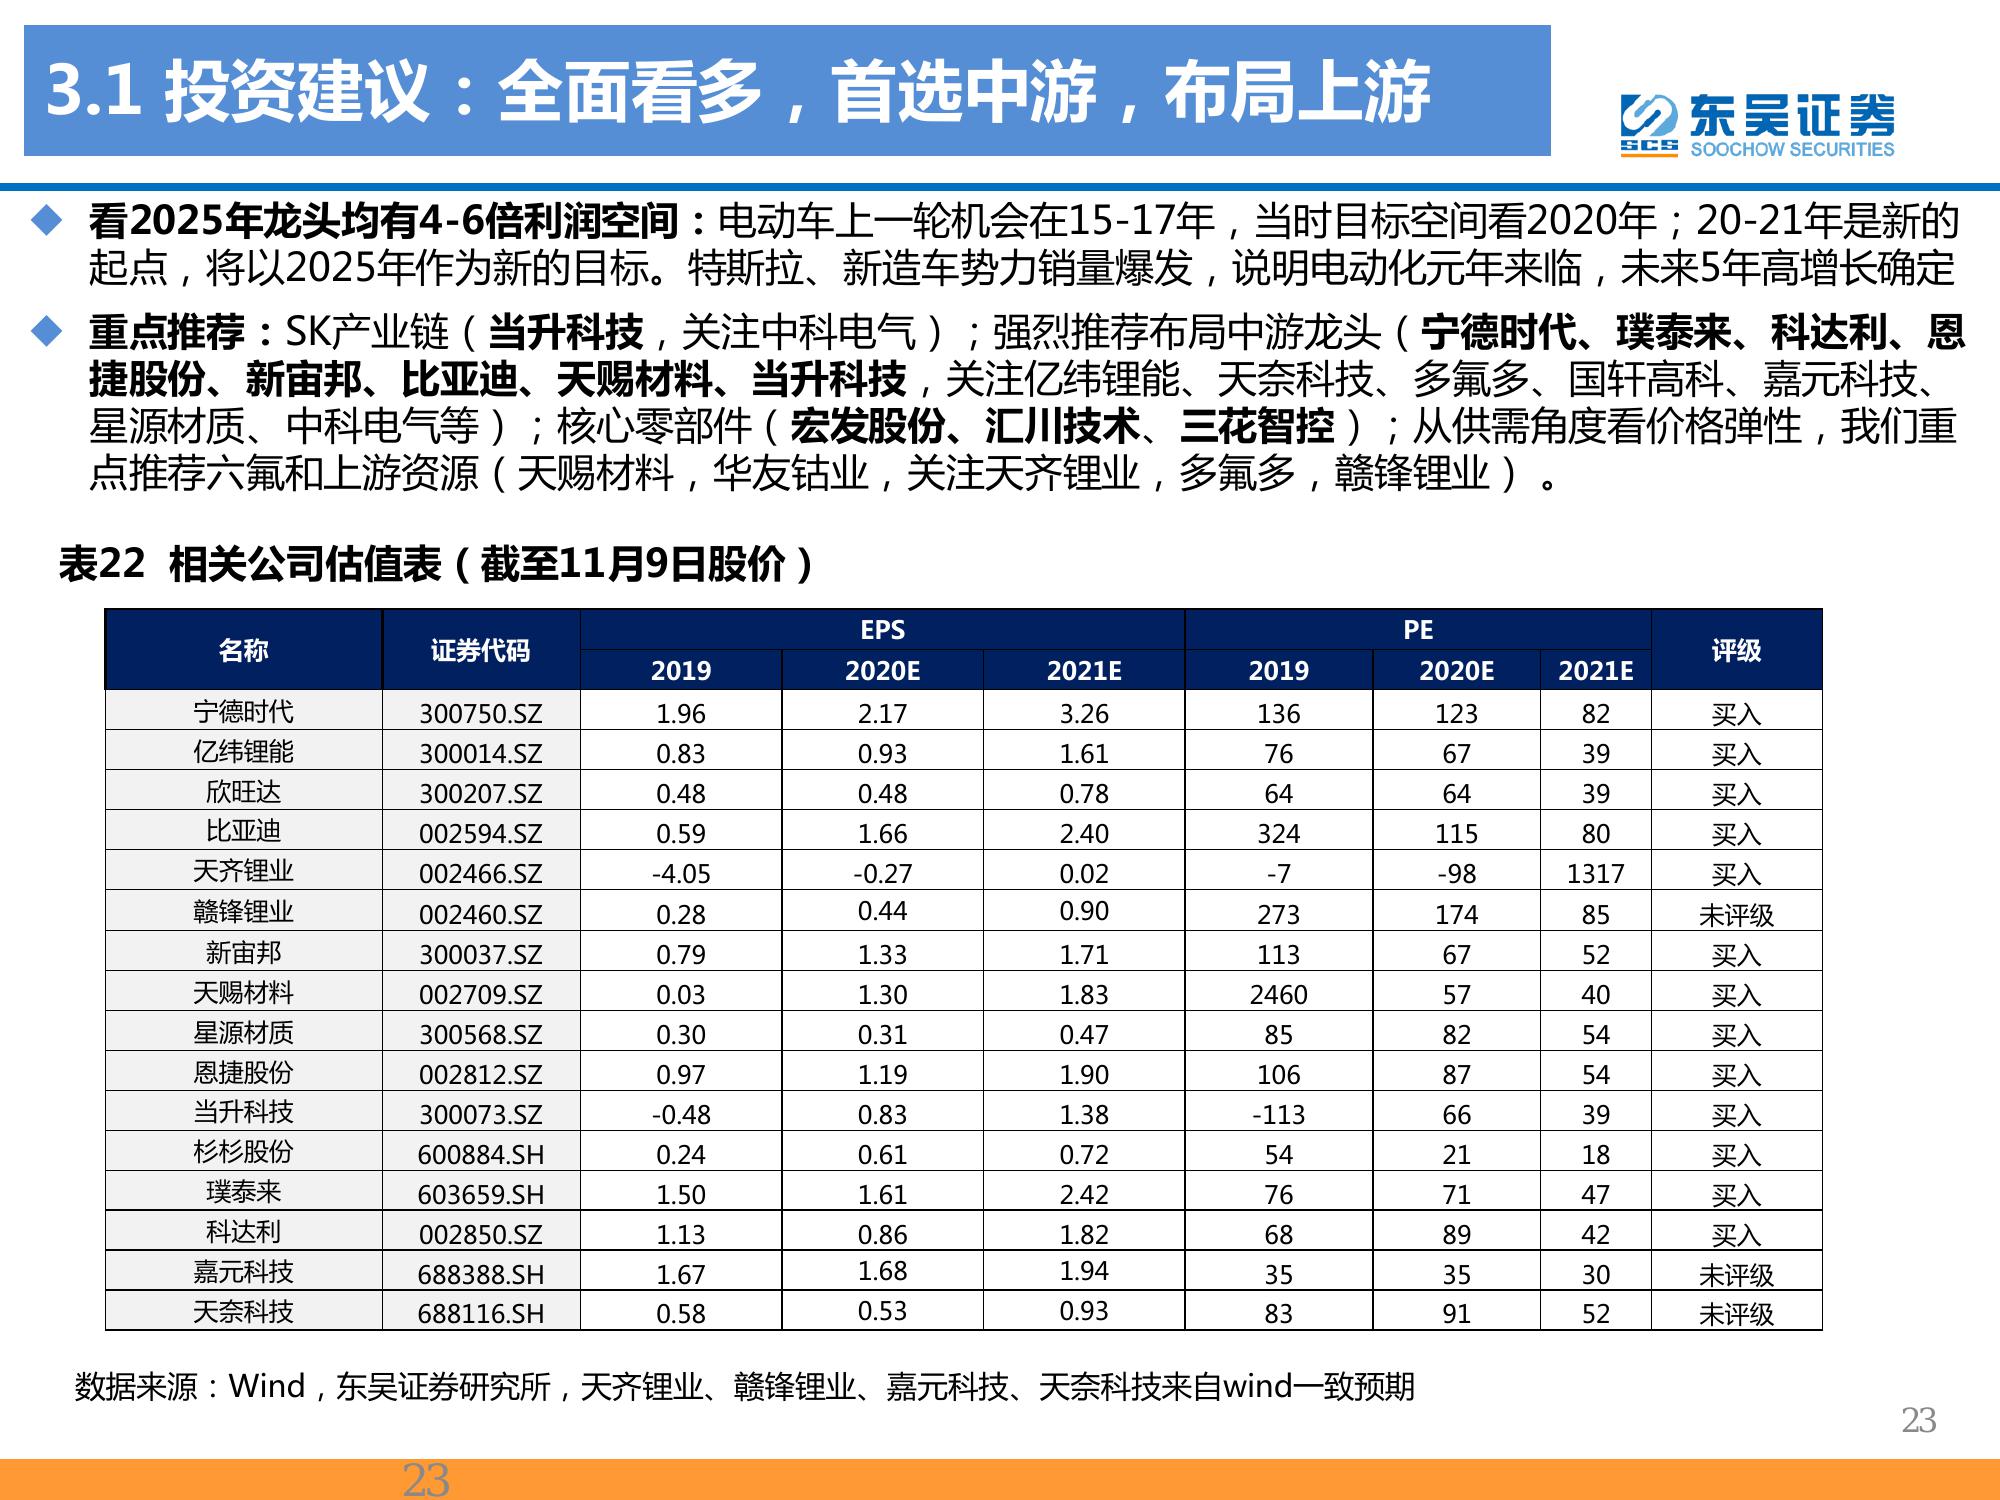 3.1 投资建议：全面看多，首选中游，布局上游
东吴证券
SCS SOOCHOW SECURITIES
◆ 看2025年龙头均有4-6倍利润空间：电动车上一轮机会在15-17年，当时目标空间看2020年；20-21年是新的
起点，将以2025年作为新的目标。特斯拉、新造车势力销量爆发，说明电动化元年来临，未来5年高增长确定
◆ 重点推荐：SK产业链（当升科技，关注中科电气）；强烈推荐布局中游龙头（宁德时代、璞泰来、科达利、恩
捷股份、新宙邦、比亚迪、天赐材料、当升科技，关注亿纬锂能、天奈科技、多氟多、国轩高科、嘉元科技、
星源材质、中科电气等）；核心零部件（宏发股份、汇川技术、三花智控）；从供需角度看价格弹性，我们重
点推荐六氟和上游资源（天赐材料，华友钴业，关注天齐锂业，多氟多，赣锋锂业）。
表22 相关公司估值表（截至11月9日股价）
名称 证券代码 EPS PE 评级
2019 2020E 2021E 2019 2020E 2021E
宁德时代 300750.SZ 1.96 2.17 3.26 136 123 82 买入
亿纬锂能 300014.SZ 0.83 0.93 1.61 76 67 39 买入
欣旺达 300207.SZ 0.48 0.48 0.78 64 64 39 买入
比亚迪 002594.SZ 0.59 1.66 2.40 324 115 80 买入
天齐锂业 002466.SZ -4.05 -0.27 0.02 -7 -98 1317 买入
赣锋锂业 002460.SZ 0.28 0.44 0.90 273 174 85 未评级
新宙邦 300037.SZ 0.79 1.33 1.71 113 67 52 买入
天赐材料 002709.SZ 0.03 1.30 1.83 2460 57 40 买入
星源材质 300568.SZ 0.30 0.31 0.47 85 82 54 买入
恩捷股份 002812.SZ 0.97 1.19 1.90 106 87 54 买入
当升科技 300073.SZ -0.48 0.83 1.38 -113 66 39 买入
杉杉股份 600884.SH 0.24 0.61 0.72 54 21 18 买入
璞泰来 603659.SH 1.50 1.61 2.42 76 71 47 买入
科达利 002850.SZ 1.13 0.86 1.82 68 89 42 买入
嘉元科技 688388.SH 1.67 1.68 1.94 35 35 30 未评级
天奈科技 688116.SH 0.58 0.53 0.93 83 91 52 未评级
数据来源：Wind，东吴证券研究所，天齐锂业、赣锋锂业、嘉元科技、天奈科技来自wind一致预期
23
23